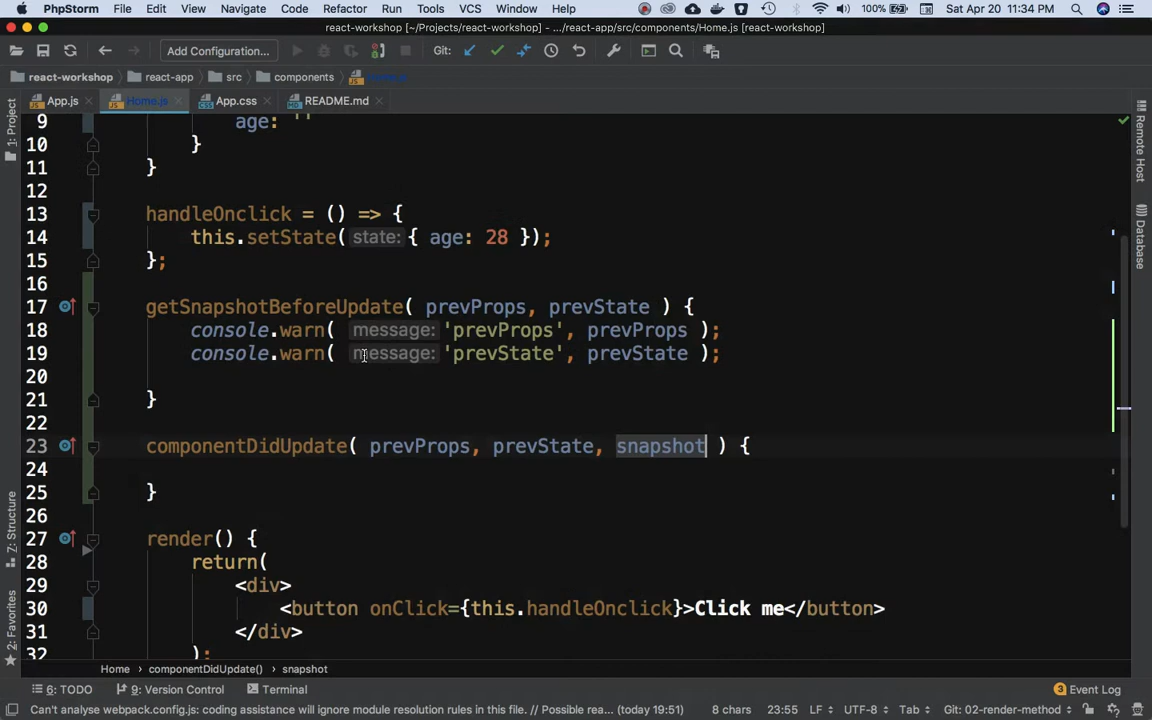 PhpStorm File Edit View Navigate Code Refactor Run Tools VCS Window Help 100% Sat Apr 20 11:34 PM
react-workshop [~/Projects/react-workshop] - .../react-app/src/components/Home.js [react-workshop]
Add Configuration... Git:
react-workshop react-app src components Home.js
App.js Home.js App.css README.md
1: Project
7: Structure
2: Favorites
Remote Host
Database
9 age: ''
10 }
11 }
12
13 handleOnclick = () => {
14 this.setState( state: { age: 28 });
15 };
16
17 getSnapshotBeforeUpdate( prevProps, prevState ) {
18 console.warn( message: 'prevProps', prevProps );
19 console.warn( message: 'prevState', prevState );
20
21 }
22
23 componentDidUpdate( prevProps, prevState, snapshot ) {
24
25 }
26
27 render() {
28 return(
29 <div>
30 <button onClick={this.handleOnclick}>Click me</button>
31 </div>
32 );
Home componentDidUpdate() snapshot
6: TODO 9: Version Control Terminal 3 Event Log
Can't analyse webpack.config.js: coding assistance will ignore module resolution rules in this file. // Possible rea... (today 19:51) 8 chars 23:55 LF UTF-8 Tab Git: 02-render-method